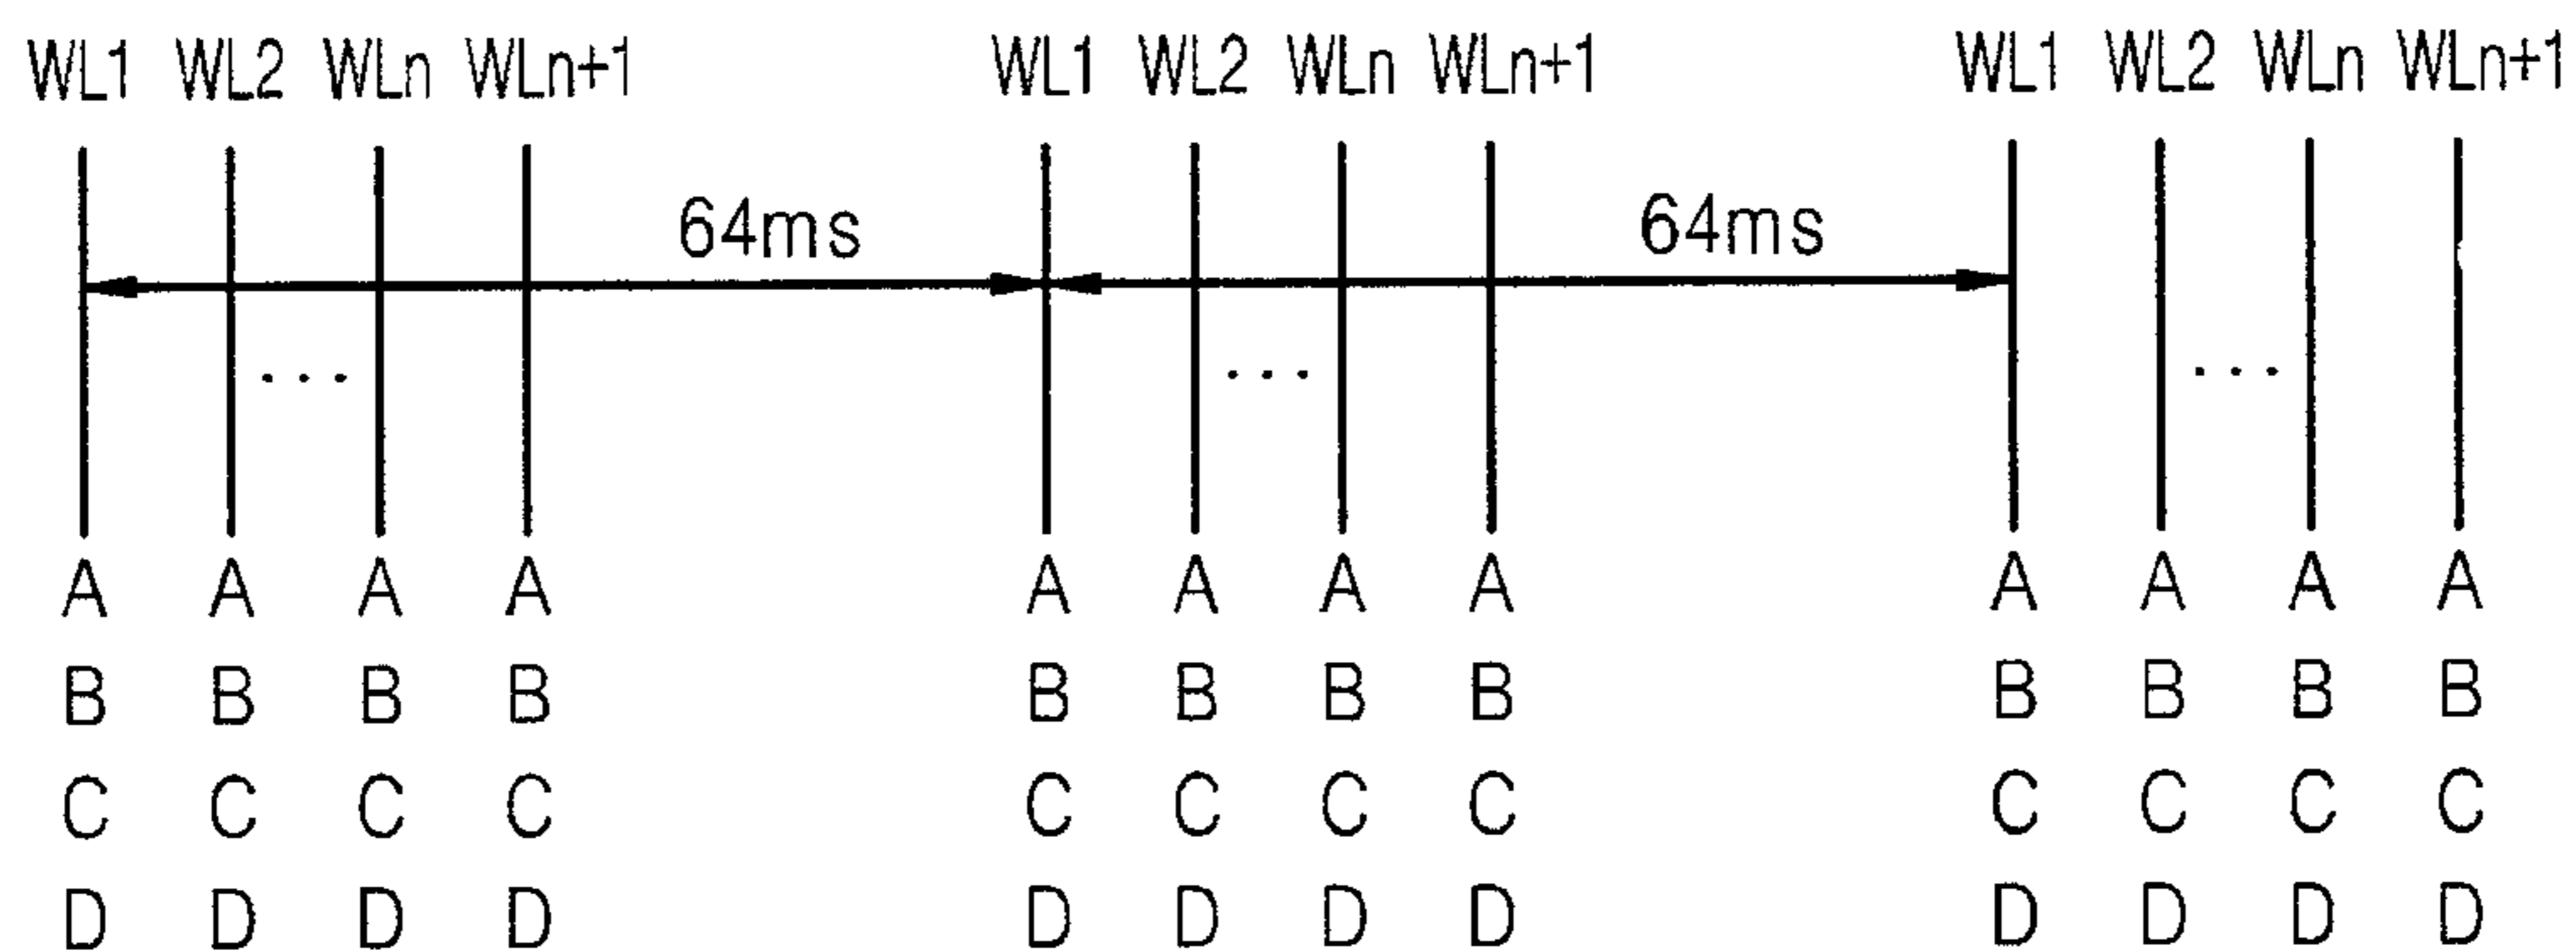 WL1 WL2 WLn WLn+1 WL1 WL2 WLn WLn+1 WL1 WL2 WLn WLn+1
64ms 64ms
... ... ...
A A A A A A A A A A A A
B B B B B B B B B B B B
C C C C C C C C C C C C
D D D D D D D D D D D D